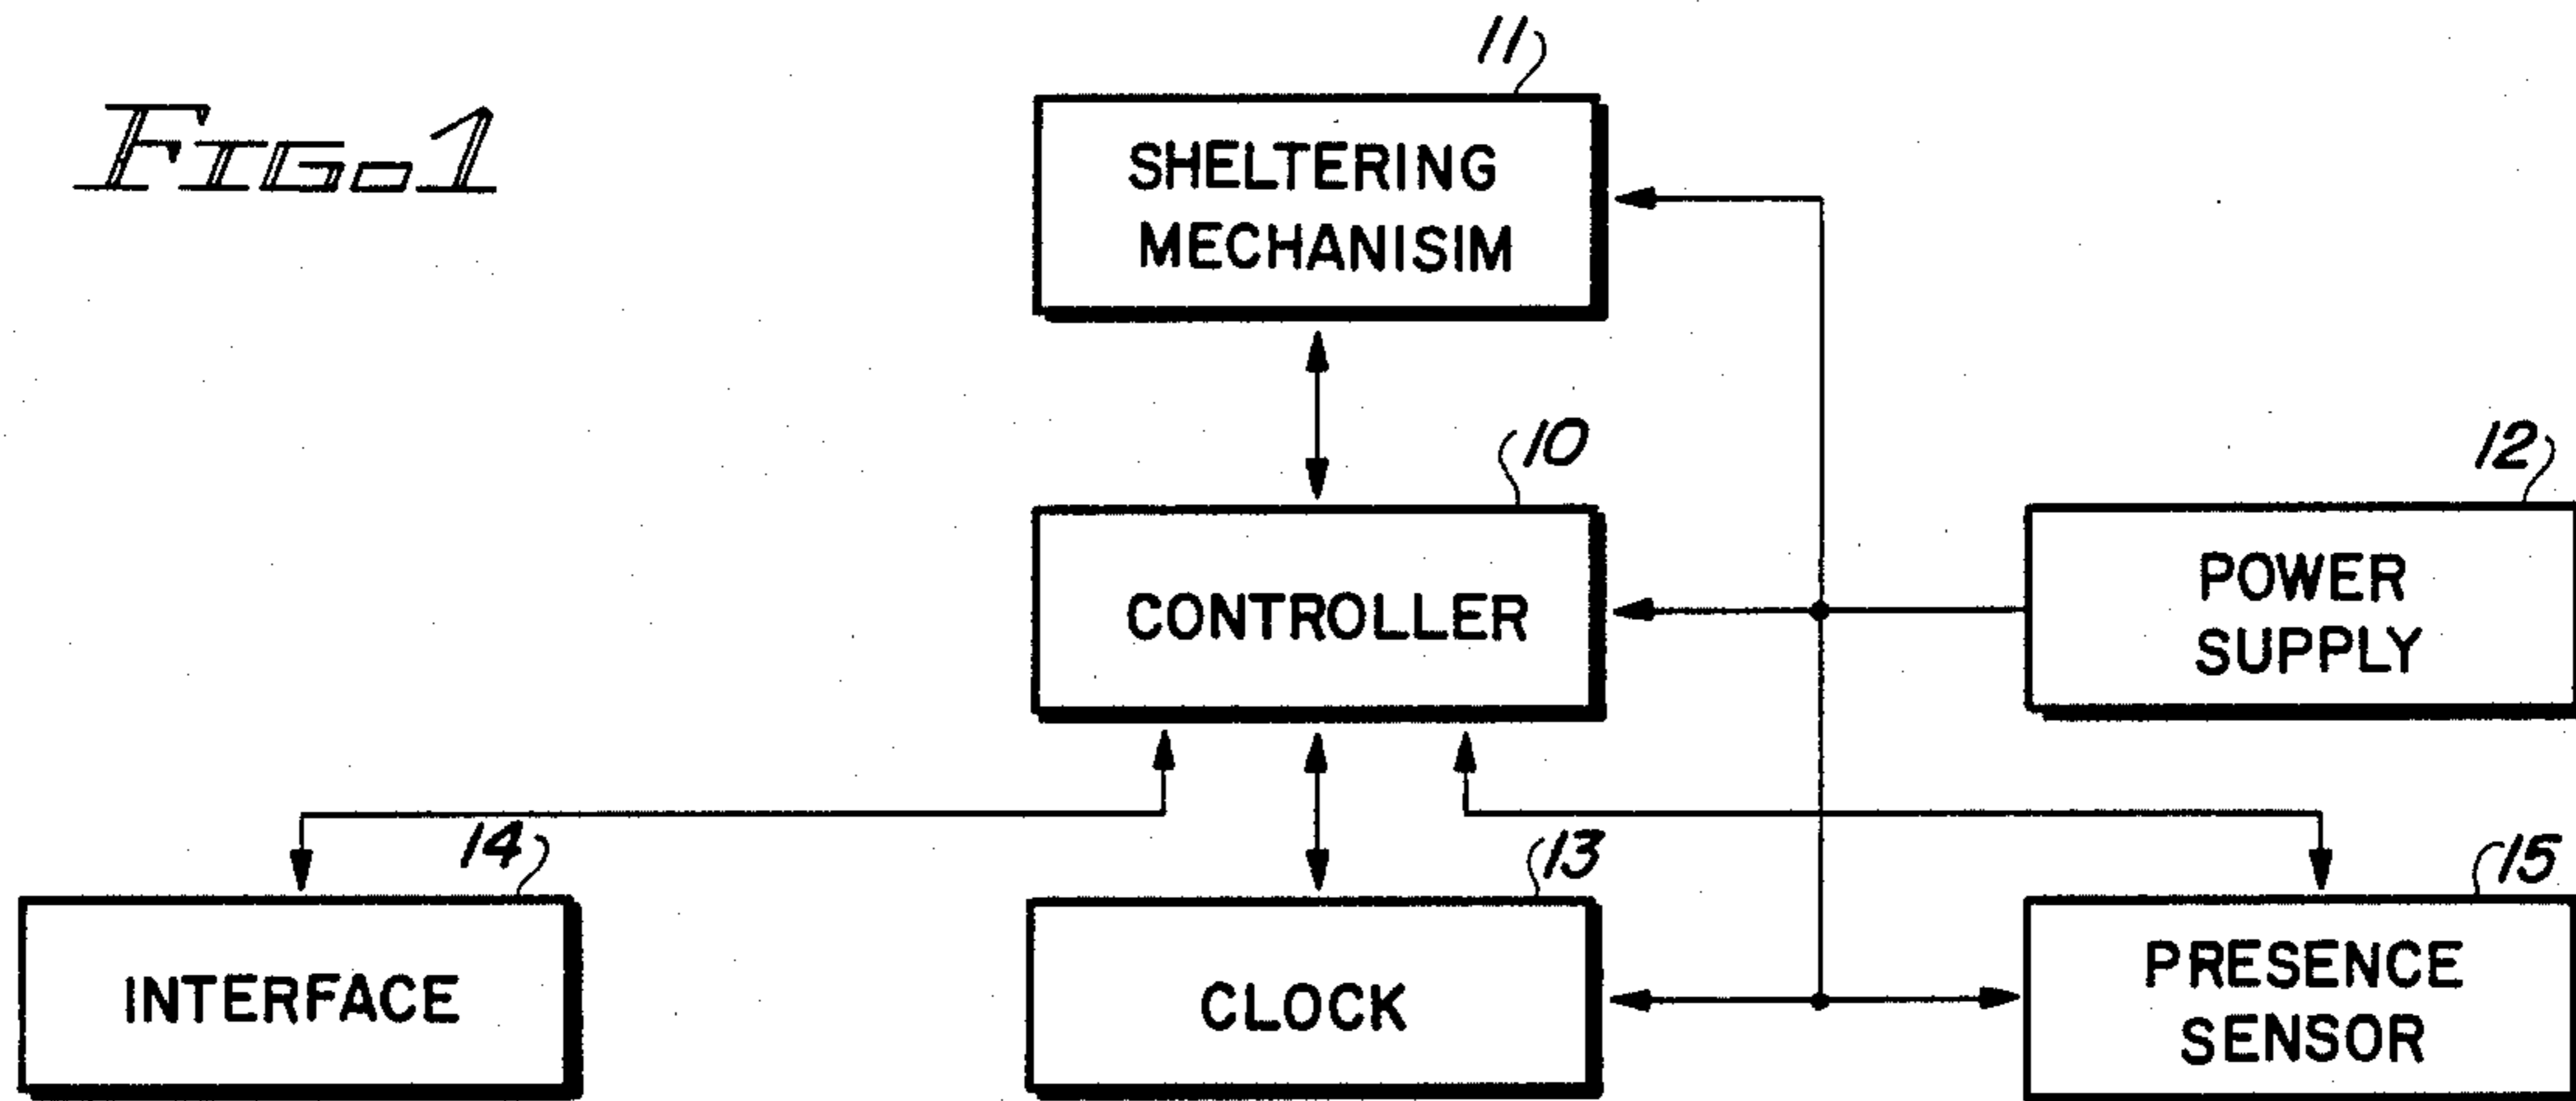 FIG. 1
11
SHELTERING
MECHANISIM
10
CONTROLLER
12
POWER
SUPPLY
14
INTERFACE
13
CLOCK
15
PRESENCE
SENSOR